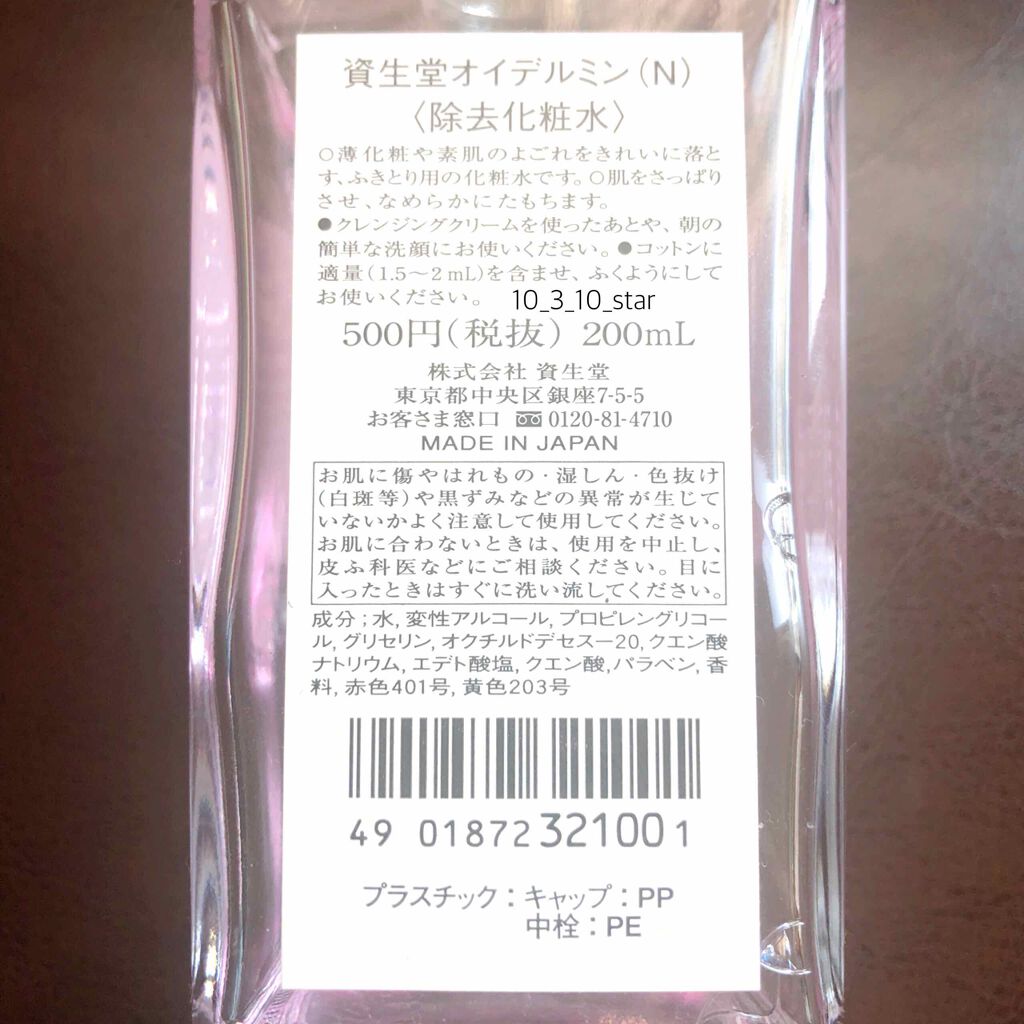 資生堂オイデルミン(N)
〈除去化粧水〉
○薄化粧や素肌のよごれをきれいに落と
す、ふきとり用の化粧水です。○肌をさっぱり
させ、なめらかにたもちます。
●クレンジングクリームを使ったあとや、朝の
簡単な洗顔にお使いください。●コットンに
適量(1.5〜2mL)を含ませ、ふくようにして
お使いください。 10_3_10_star
500円(税抜) 200mL
株式会社 資生堂
東京都中央区銀座7-5-5
お客さま窓口 0120-81-4710
MADE IN JAPAN
お肌に傷やはれもの・湿しん・色抜け
(白斑等)や黒ずみなどの異常が生じて
いないかよく注意して使用してください。
お肌に合わないときは、使用を中止し、
皮ふ科医などにご相談ください。目に
入ったときはすぐに洗い流してください。
成分;水,変性アルコール,プロピレングリコー
ル,グリセリン,オクチルドデセスー20,クエン酸
ナトリウム,エデト酸塩,クエン酸,パラベン,香
料,赤色401号,黄色203号
49 01872 32100 1
プラスチック:キャップ:PP
中栓:PE